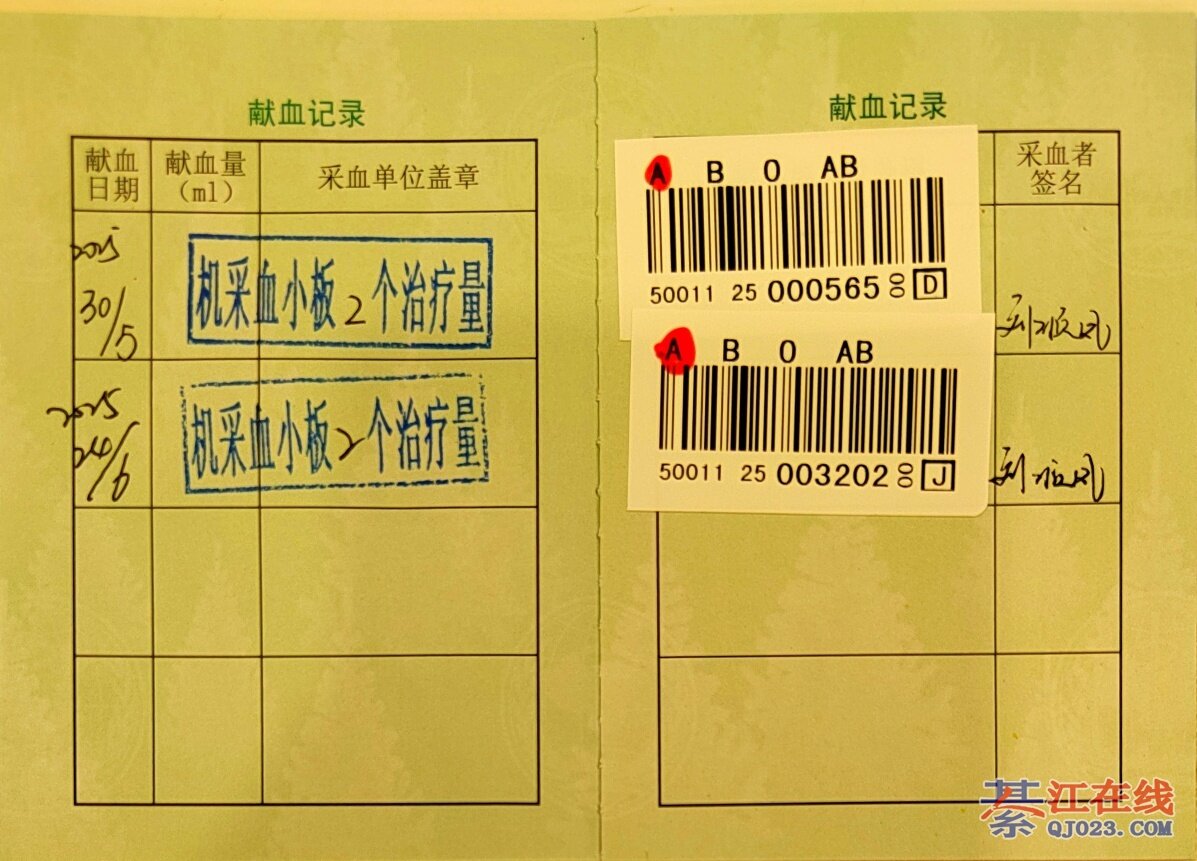 献血记录
献血日期
献血量(ml)
采血单位盖章
2025
30/5
机采血小板2个治疗量
2025
24/6
机采血小板2个治疗量
献血记录
采血者签名
A B O AB
50011 25 000565 00 D
A B O AB
50011 25 003202 00 J
綦江在线
QJ023.COM